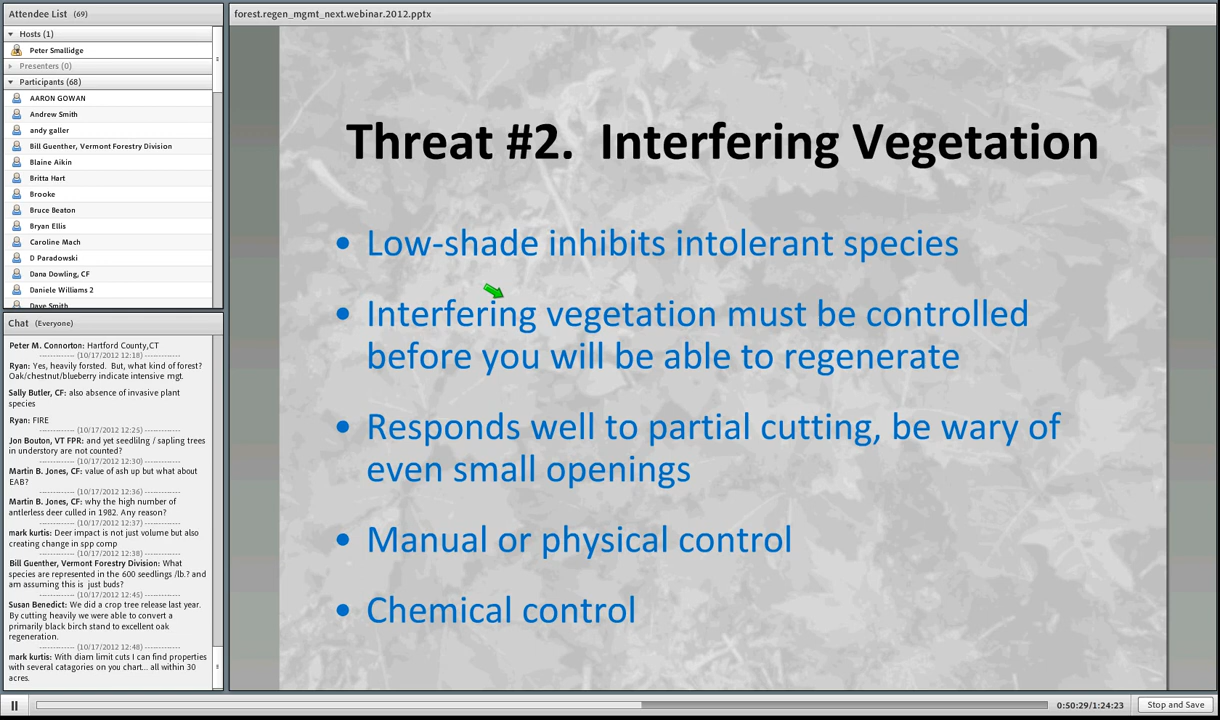 Attendee List (69)
Hosts (1)
Peter Smallidge
Presenters (0)
Participants (68)
AARON GOWAN
Andrew Smith
andy galler
Bill Guenther, Vermont Forestry Division
Blaine Aikin
Britta Hart
Brooke
Bruce Beaton
Bryan Ellis
Caroline Mach
D Paradowski
Dana Dowling, CF
Daniele Williams 2
Dave Smith
Chat (Everyone)
Peter M. Connorton: Hartford County,CT
------------- (10/17/2012 12:18) -------------
Ryan: Yes, heavily forsted. But, what kind of forest?
Oak/chestnut/blueberry indicate intensive mgt.
Sally Butler, CF: also absence of invasive plant
species
Ryan: FIRE
------------- (10/17/2012 12:25) -------------
Jon Bouton, VT FPR: and yet seedliing / sapling trees
in understory are not counted?
------------- (10/17/2012 12:30) -------------
Martin B. Jones, CF: value of ash up but what about
EAB?
------------- (10/17/2012 12:36) -------------
Martin B. Jones, CF: why the high number of
antlerless deer culled in 1982. Any reason?
------------- (10/17/2012 12:37) -------------
mark kurtis: Deer impact is not just volume but also
creating change in spp comp
------------- (10/17/2012 12:38) -------------
Bill Guenther, Vermont Forestry Division: What
species are represented in the 600 seedlings /lb.? and
am assuming this is just buds?
------------- (10/17/2012 12:45) -------------
Susan Benedict: We did a crop tree release last year.
By cutting heavily we were able to convert a
primarily black birch stand to excellent oak
regeneration.
------------- (10/17/2012 12:48) -------------
mark kurtis: With diam limit cuts I can find properties
with several catagories on you chart... all within 30
acres.
forest.regen_mgmt_next.webinar.2012.pptx
Threat #2. Interfering Vegetation
• Low-shade inhibits intolerant species
• Interfering vegetation must be controlled
before you will be able to regenerate
• Responds well to partial cutting, be wary of
even small openings
• Manual or physical control
• Chemical control
0:50:29/1:24:23
Stop and Save